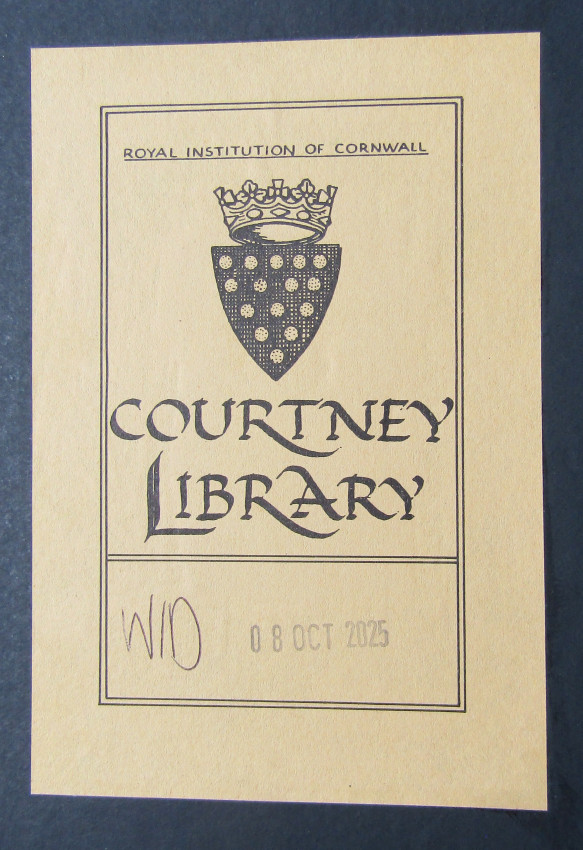 ROYAL INSTITUTION OF CORNWALL
COURTNEY
LIBRARY
W/D 08 OCT 2025